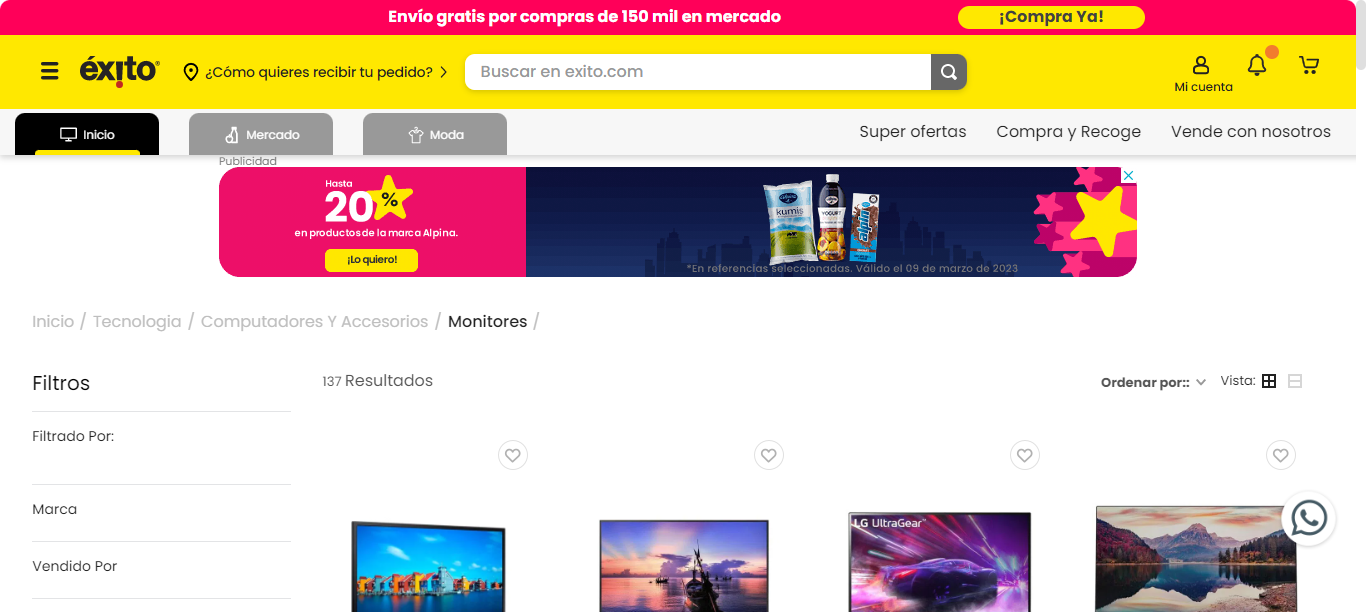 Envío gratis por compras de 150 mil en mercado
¡Compra Ya!
éxito
¿Cómo quieres recibir tu pedido?
Buscar en exito.com
Mi cuenta
Inicio
Mercado
Moda
Super ofertas
Compra y Recoge
Vende con nosotros
Publicidad
Hasta
20%
en productos de la marca Alpina.
¡Lo quiero!
kumis
YOGURT
alpin
*En referencias seleccionadas. Válido el 09 de marzo de 2023
Inicio / Tecnologia / Computadores Y Accesorios / Monitores /
Filtros
137 Resultados
Ordenar por::
Vista:
Filtrado Por:
Marca
Vendido Por
LG UltraGear™